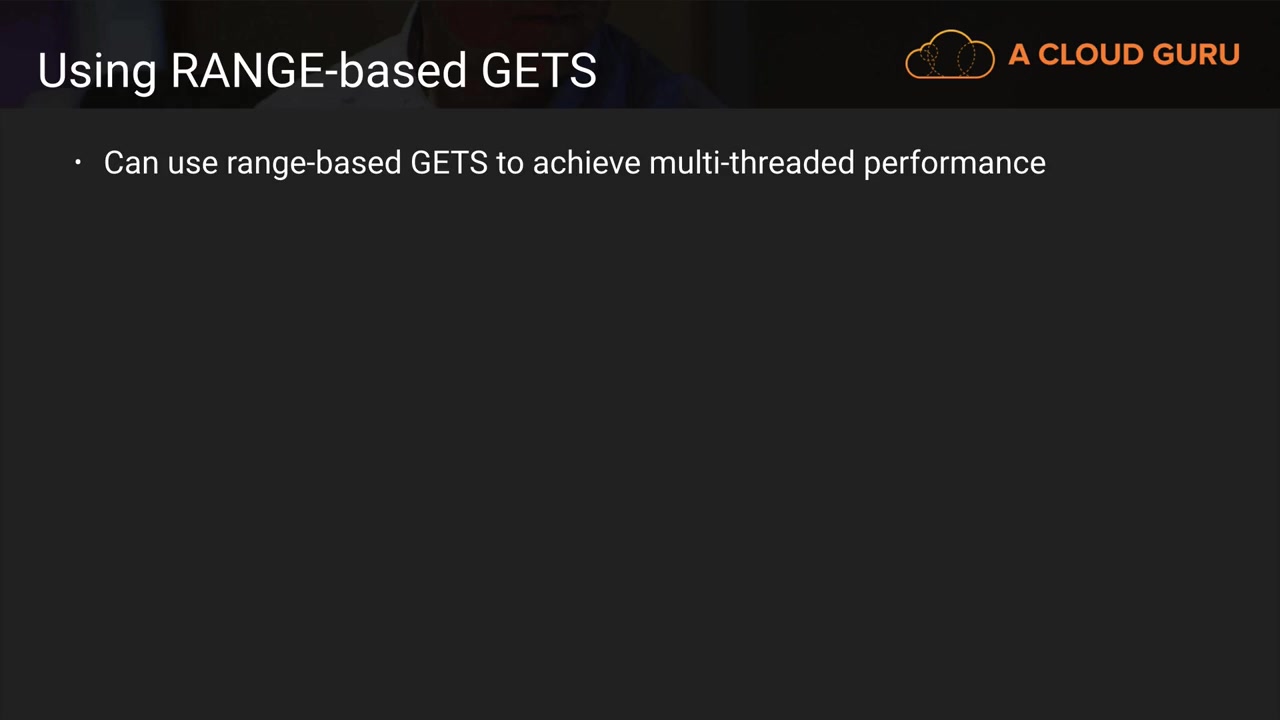 Using RANGE-based GETS
A CLOUD GURU
• Can use range-based GETS to achieve multi-threaded performance